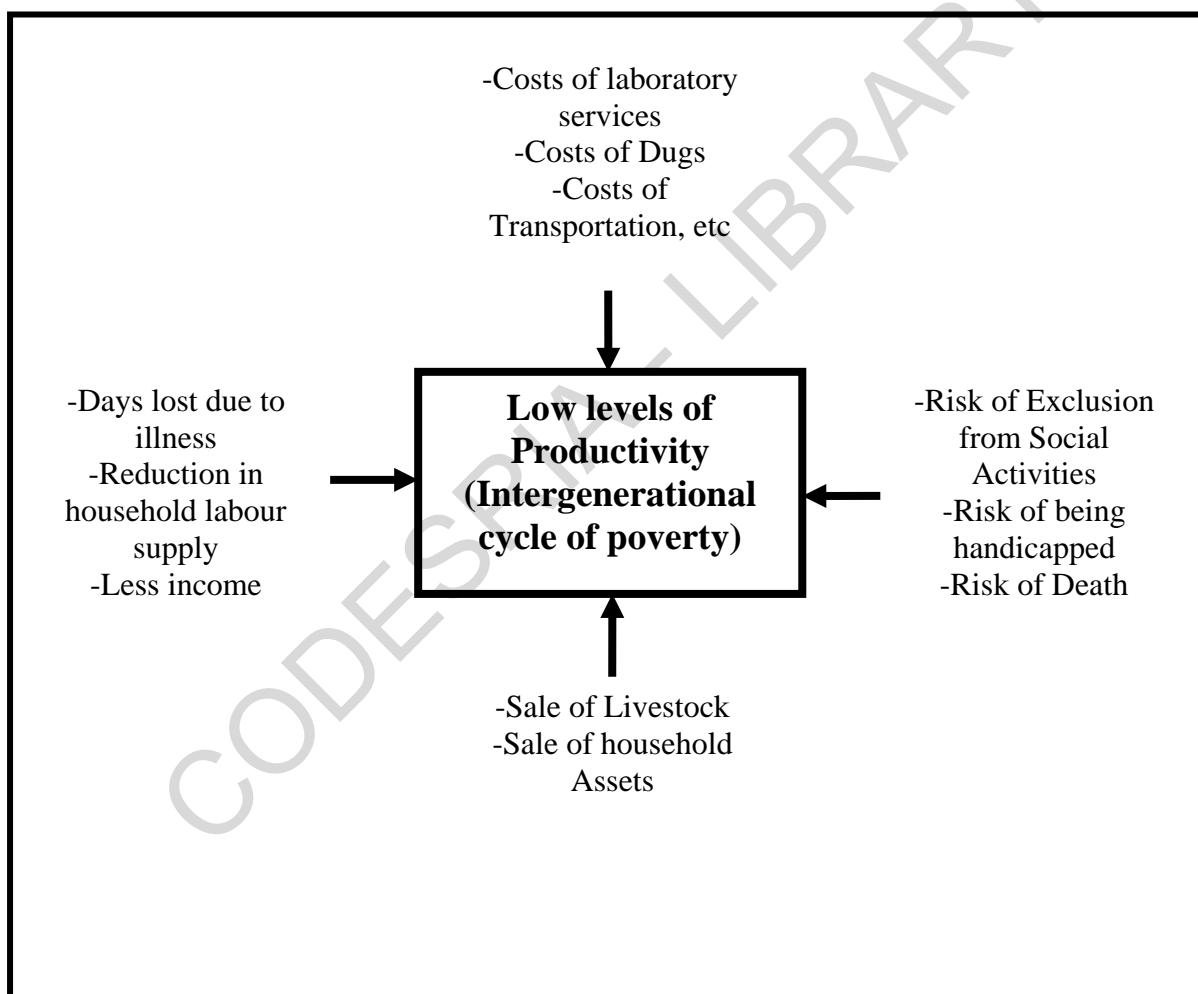 -Costs of laboratory
services
-Costs of Dugs
-Costs of
Transportation, etc
-Days lost due to
illness
-Reduction in
household labour
supply
-Less income
Low levels of
Productivity
(Intergenerational
cycle of poverty)
-Risk of Exclusion
from Social
Activities
-Risk of being
handicapped
-Risk of Death
-Sale of Livestock
-Sale of household
Assets
CODESRIA - LIBRARY